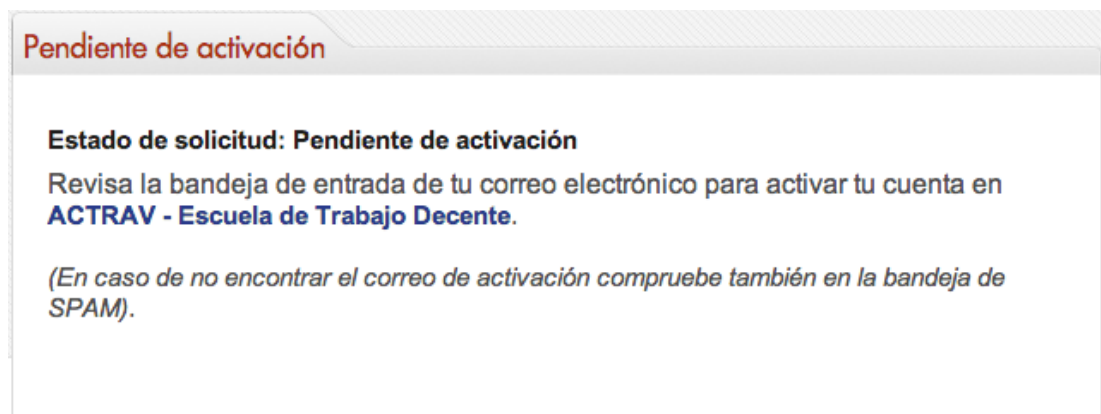 Pendiente de activación
Estado de solicitud: Pendiente de activación
Revisa la bandeja de entrada de tu correo electrónico para activar tu cuenta en
ACTRAV - Escuela de Trabajo Decente.
(En caso de no encontrar el correo de activación compruebe también en la bandeja de
SPAM).